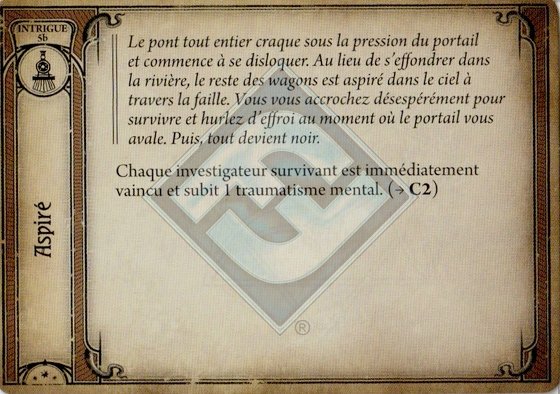 INTRIGUE
5b
Le pont tout entier craque sous la pression du portail
et commence à se disloquer. Au lieu de s'effondrer dans
la rivière, le reste des wagons est aspiré dans le ciel à
travers la faille. Vous vous accrochez désespérément pour
survivre et hurlez d'effroi au moment où le portail vous
avale. Puis, tout devient noir.
Chaque investigateur survivant est immédiatement
vaincu et subit 1 traumatisme mental. (→ C2)
Aspiré
®